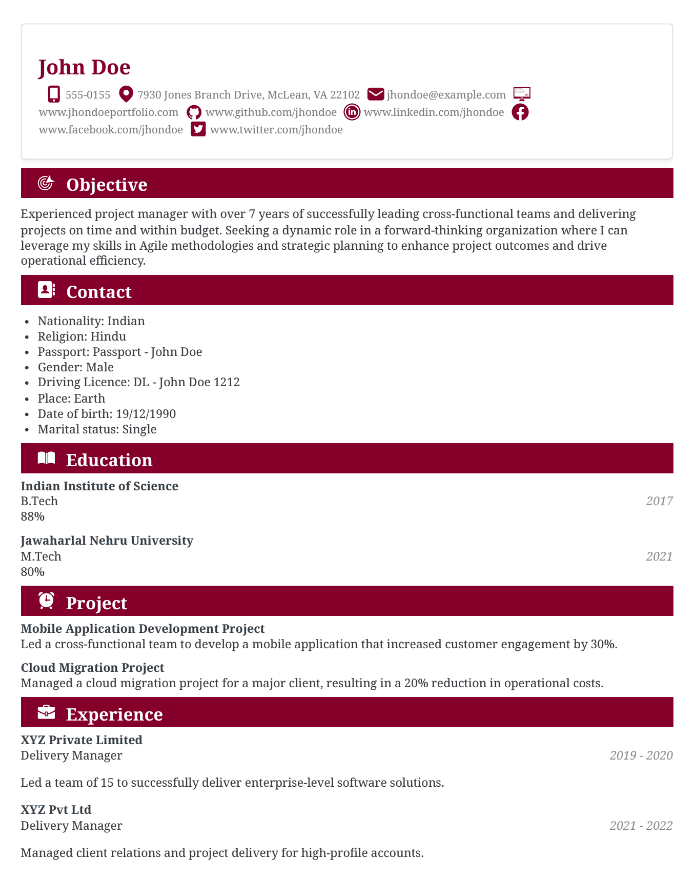 John Doe
555-0155 7930 Jones Branch Drive, McLean, VA 22102 jhondoe@example.com
www.jhondoeportfolio.com www.github.com/jhondoe www.linkedin.com/jhondoe
www.facebook.com/jhondoe www.twitter.com/jhondoe
Objective
Experienced project manager with over 7 years of successfully leading cross-functional teams and delivering
projects on time and within budget. Seeking a dynamic role in a forward-thinking organization where I can
leverage my skills in Agile methodologies and strategic planning to enhance project outcomes and drive
operational efficiency.
Contact
• Nationality: Indian
• Religion: Hindu
• Passport: Passport - John Doe
• Gender: Male
• Driving Licence: DL - John Doe 1212
• Place: Earth
• Date of birth: 19/12/1990
• Marital status: Single
Education
Indian Institute of Science
B.Tech 2017
88%
Jawaharlal Nehru University
M.Tech 2021
80%
Project
Mobile Application Development Project
Led a cross-functional team to develop a mobile application that increased customer engagement by 30%.
Cloud Migration Project
Managed a cloud migration project for a major client, resulting in a 20% reduction in operational costs.
Experience
XYZ Private Limited
Delivery Manager 2019 - 2020
Led a team of 15 to successfully deliver enterprise-level software solutions.
XYZ Pvt Ltd
Delivery Manager 2021 - 2022
Managed client relations and project delivery for high-profile accounts.